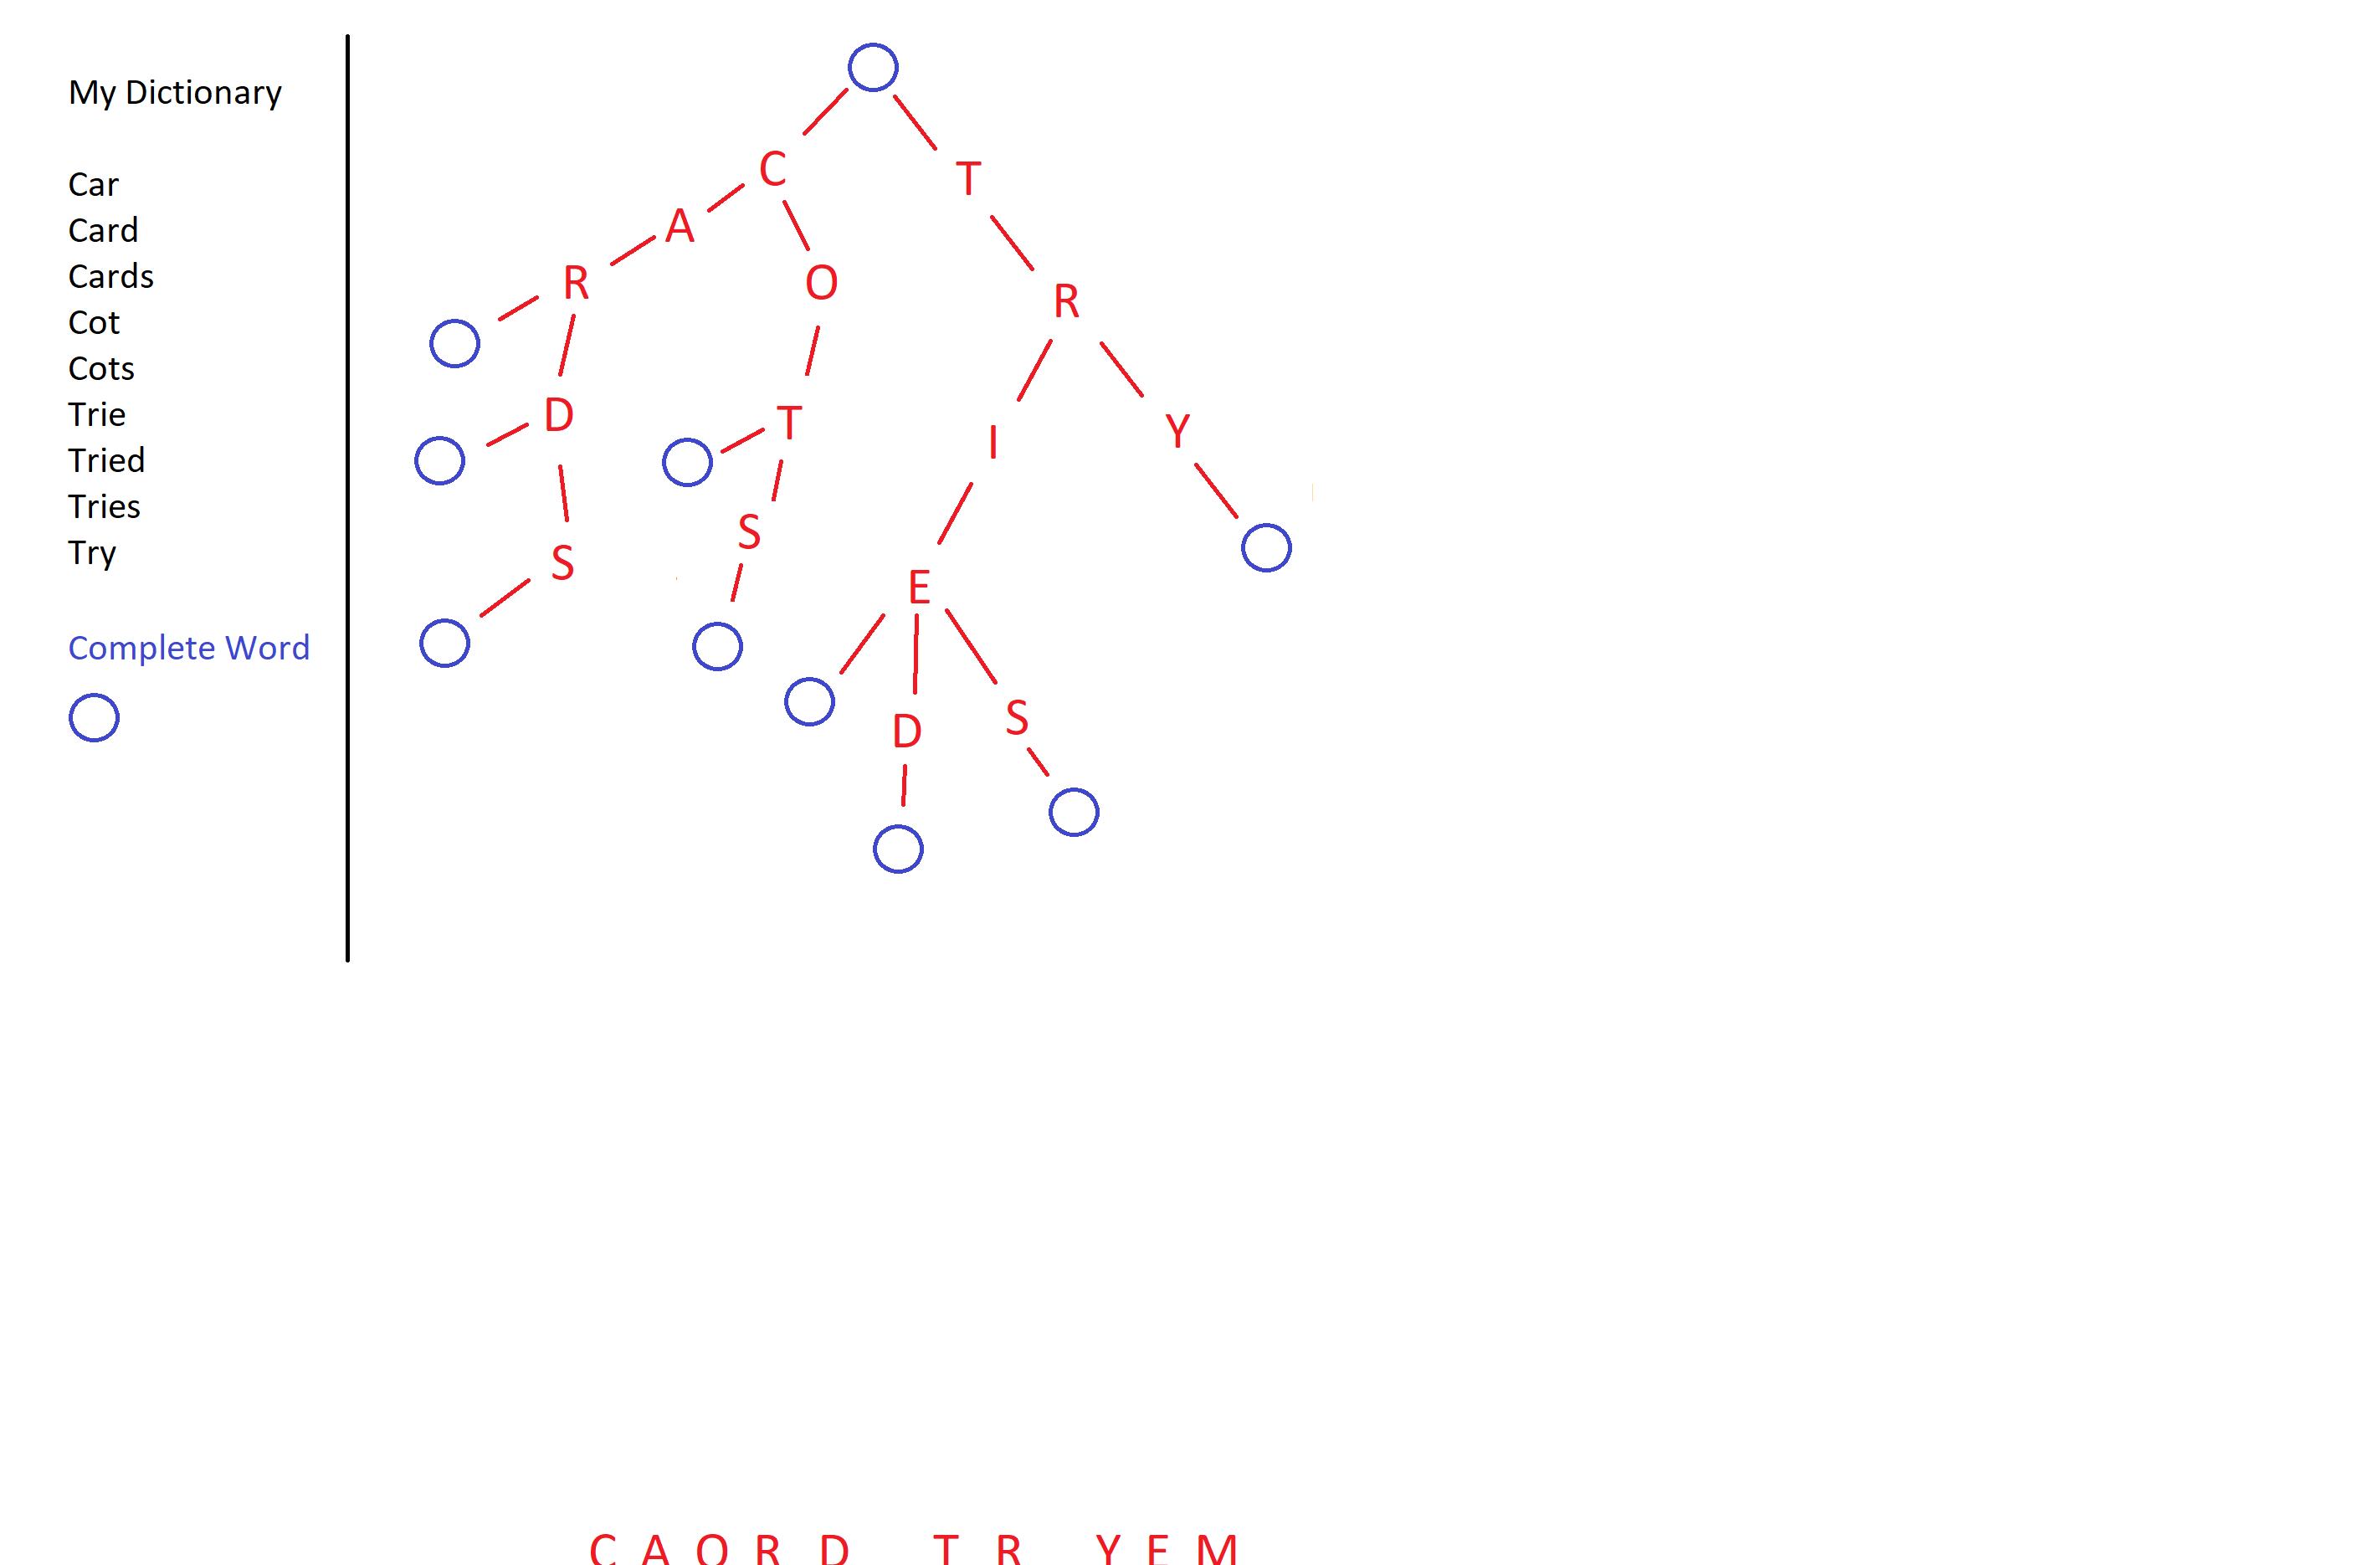 My Dictionary
Car
Card
Cards
Cot
Cots
Trie
Tried
Tries
Try
Complete Word
C
T
A
R
O
R
D
T
I
Y
S
S
E
D
S
C A O R D T R Y E M